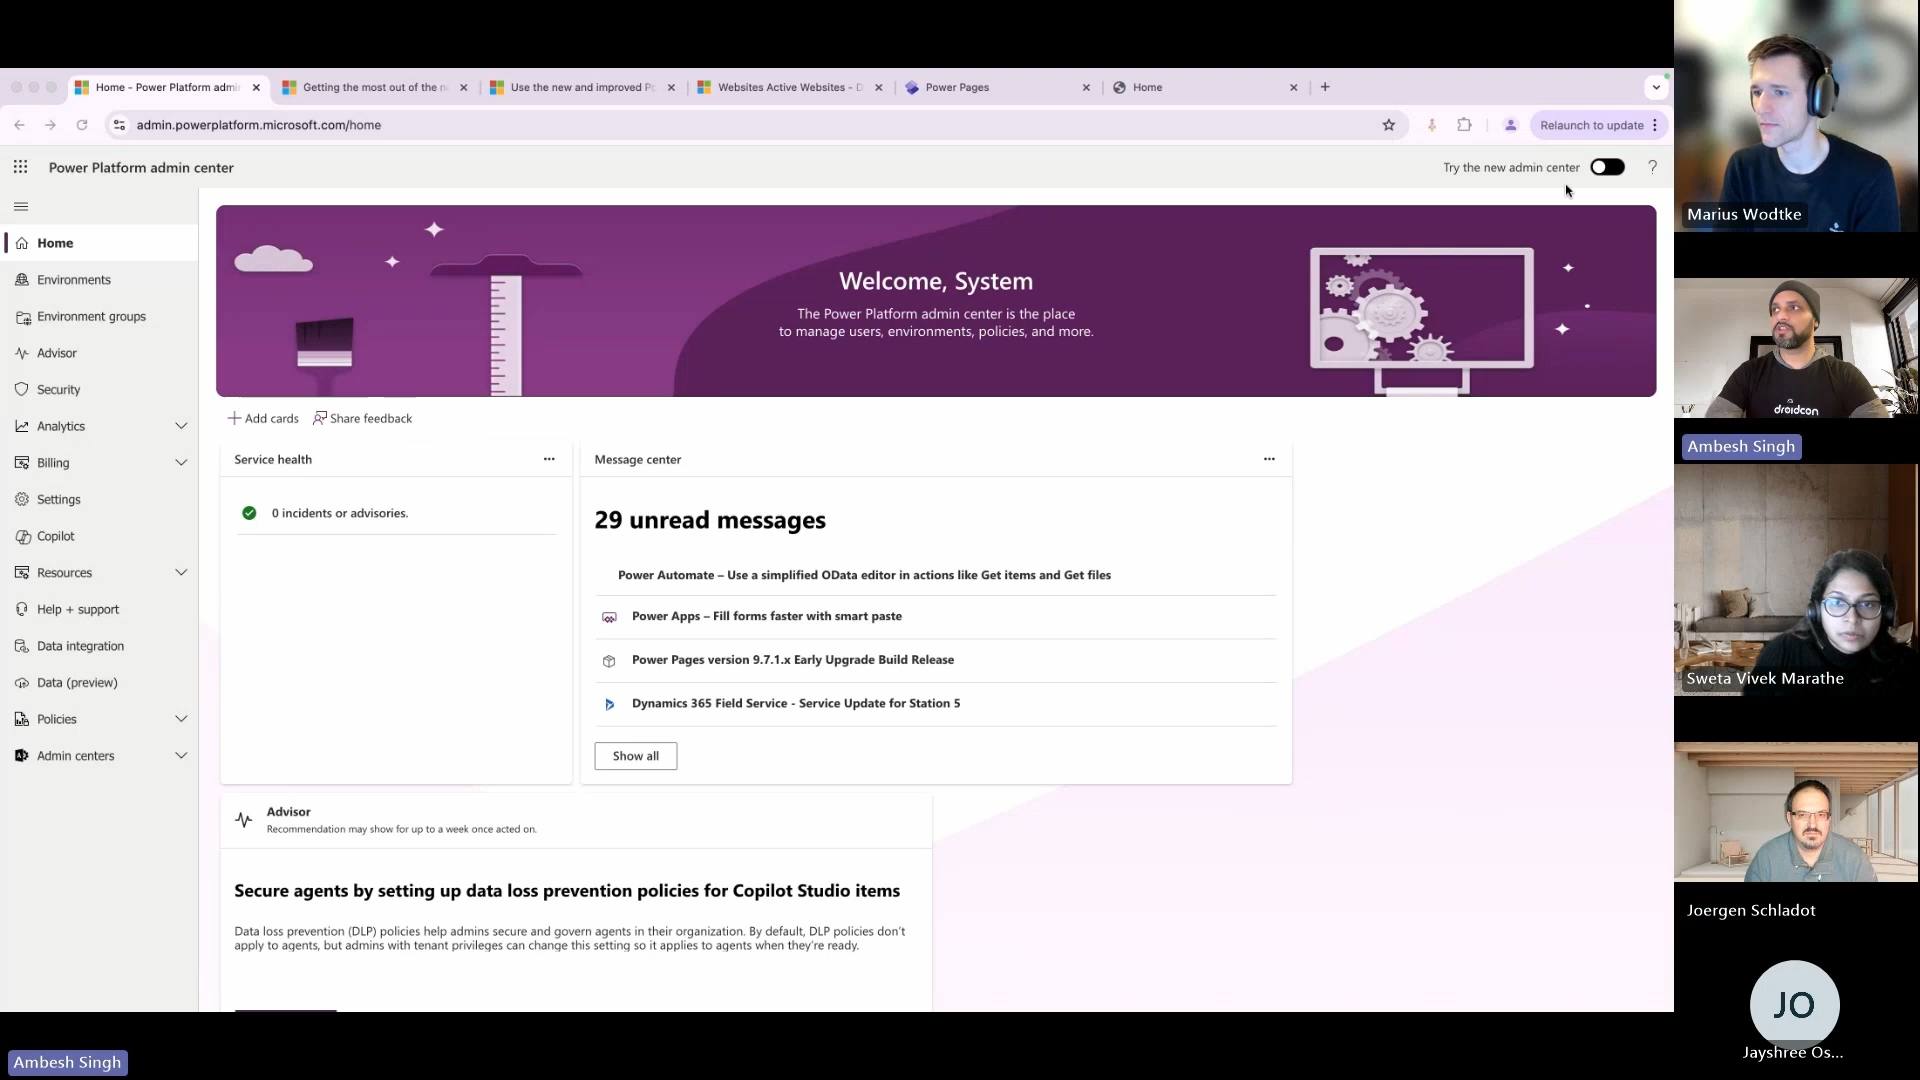 Home - Power Platform admi
Getting the most out of the n
Use the new and improved Po
Websites Active Websites - D
Power Pages
Home
admin.powerplatform.microsoft.com/home
Relaunch to update
Power Platform admin center
Try the new admin center
?
Home
Environments
Environment groups
Advisor
Security
Analytics
Billing
Settings
Copilot
Resources
Help + support
Data integration
Data (preview)
Policies
Admin centers
Welcome, System
The Power Platform admin center is the place
to manage users, environments, policies, and more.
Add cards
Share feedback
Service health
0 incidents or advisories.
Message center
29 unread messages
Power Automate – Use a simplified OData editor in actions like Get items and Get files
Power Apps – Fill forms faster with smart paste
Power Pages version 9.7.1.x Early Upgrade Build Release
Dynamics 365 Field Service - Service Update for Station 5
Show all
Advisor
Recommendation may show for up to a week once acted on.
Secure agents by setting up data loss prevention policies for Copilot Studio items
Data loss prevention (DLP) policies help admins secure and govern agents in their organization. By default, DLP policies don't
apply to agents, but admins with tenant privileges can change this setting so it applies to agents when they're ready.
Marius Wodtke
droidcon
Ambesh Singh
Sweta Vivek Marathe
Joergen Schladot
JO
Jayshree Os...
Ambesh Singh